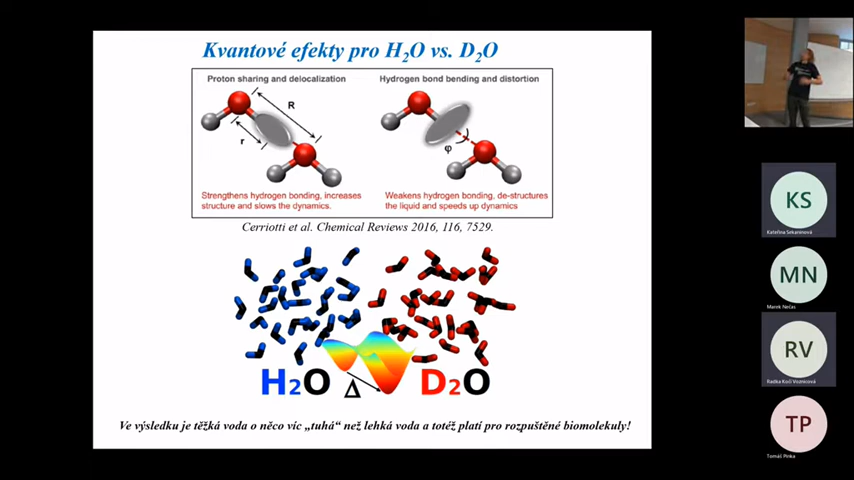 Kvantové efekty pro H2O vs. D2O
Proton sharing and delocalization
Hydrogen bond bending and distortion
R
r
φ
Strengthens hydrogen bonding, increases
structure and slows the dynamics.
Weakens hydrogen bonding, de-structures
the liquid and speeds up dynamics
Cerriotti et al. Chemical Reviews 2016, 116, 7529.
H2O Δ D2O
Ve výsledku je těžká voda o něco víc „tuhá“ než lehká voda a totéž platí pro rozpuštěné biomolekuly!
KS
Kateřina Sekaninová
MN
Marek Nečas
RV
Radka Kočí Voznicová
TP
Tomáš Pinka